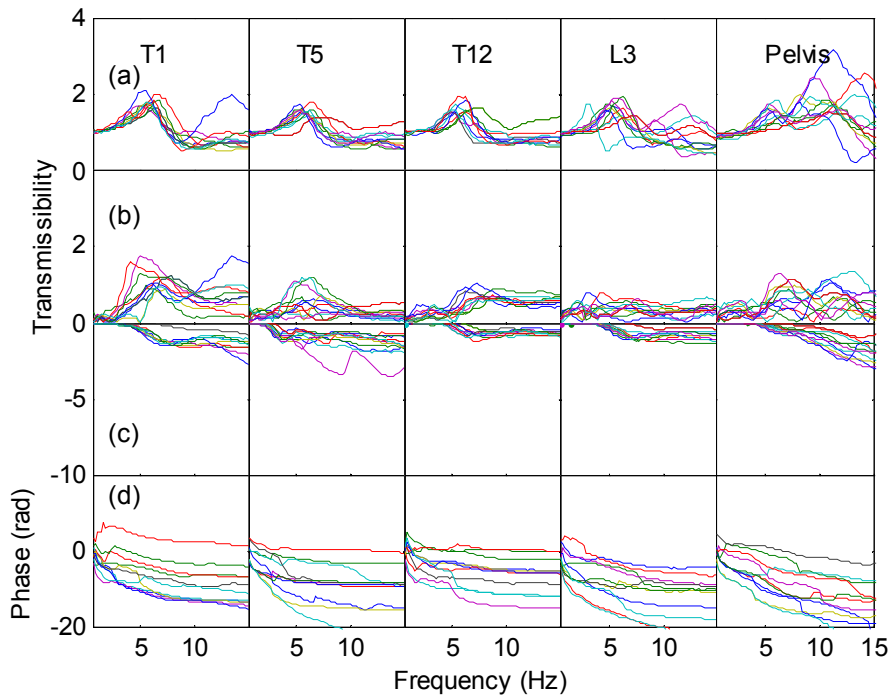 4
T1 T5 T12 L3 Pelvis
(a)
2
0
(b)
2
Transmissibility
0
-5
(c)
-10
(d)
0
Phase (rad)
-20
5 10 5 10 5 10 5 10 5 10 15
Frequency (Hz)